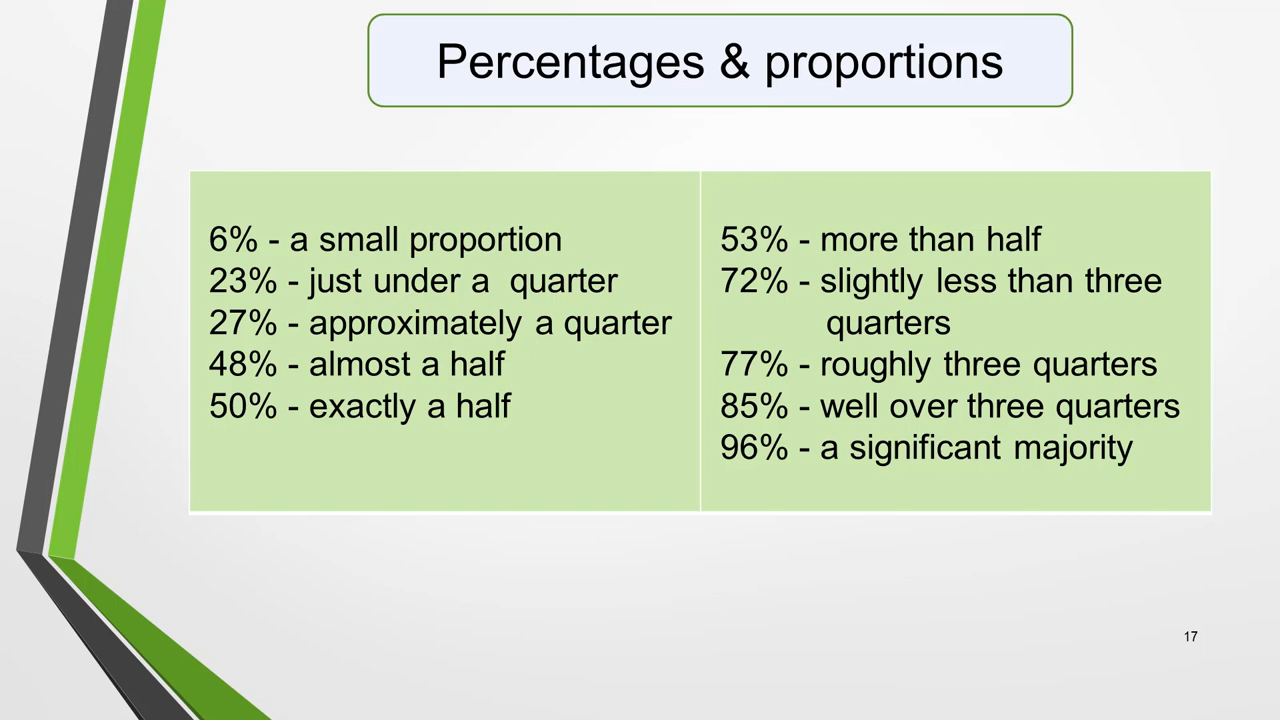 Percentages & proportions
6% - a small proportion
23% - just under a quarter
27% - approximately a quarter
48% - almost a half
50% - exactly a half
53% - more than half
72% - slightly less than three
quarters
77% - roughly three quarters
85% - well over three quarters
96% - a significant majority
17